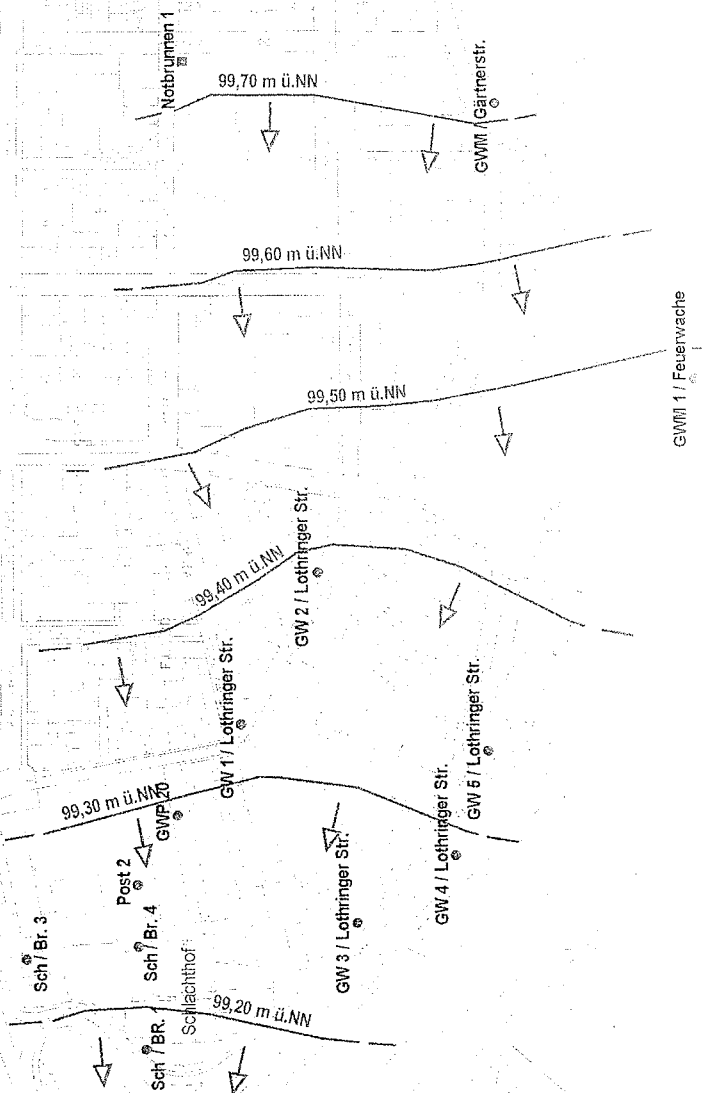 Notbrunnen 1
99,70 m ü.NN
GWM / Gärtnerstr.
99,60 m ü.NN
99,50 m ü.NN
GWM 1 / Feuerwache
GW 2 / Lothringer Str.
99,40 m ü.NN
GW 1 / Lothringer Str.
GW 5 / Lothringer Str.
99,30 m ü.NN
GWP 20
GW 4 / Lothringer Str.
Post 2
GW 3 / Lothringer Str.
Sch / Br. 3
Sch / Br. 4
Schlachthof
99,20 m ü.NN
Sch / BR. 1